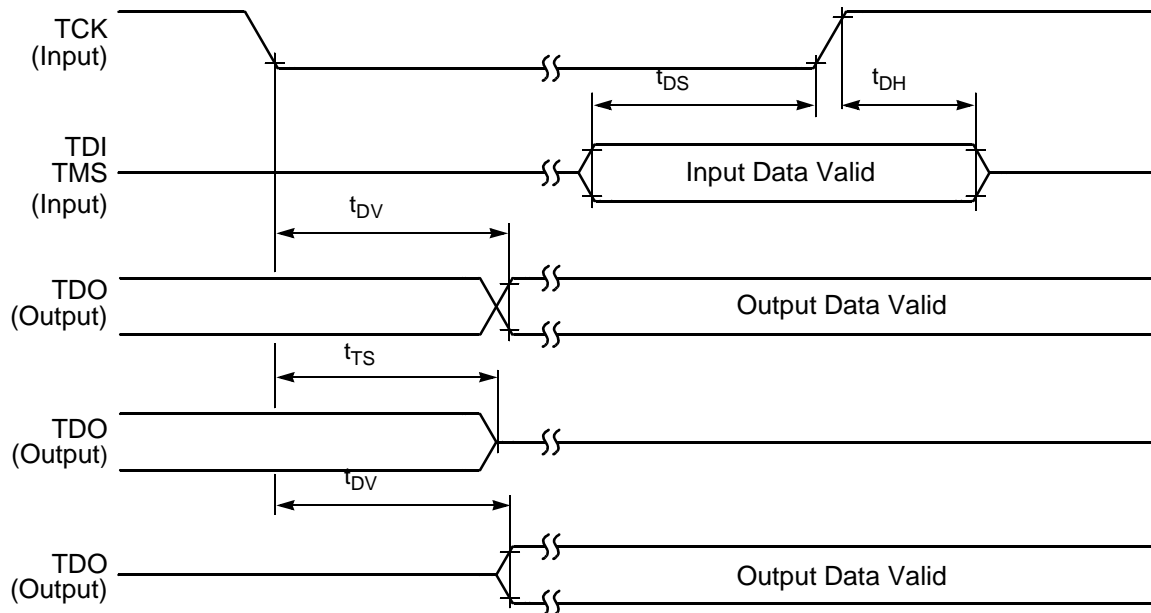 TCK
(Input)
tDS
tDH
TDI
TMS
(Input)
Input Data Valid
tDV
TDO
(Output)
Output Data Valid
tTS
TDO
(Output)
tDV
TDO
(Output)
Output Data Valid